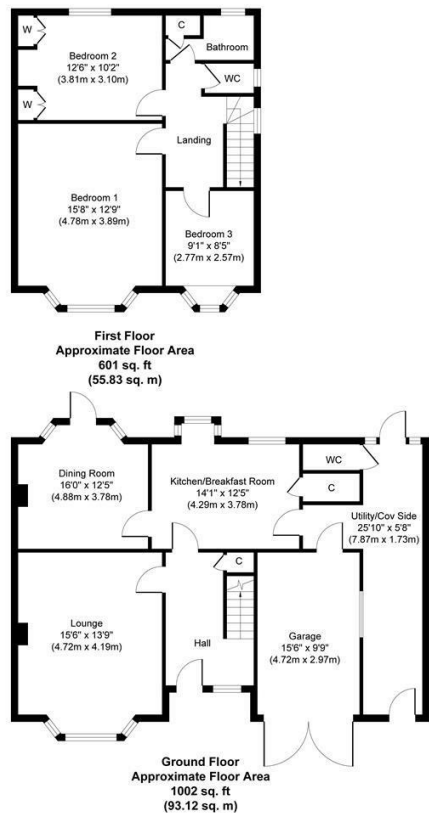 W
Bedroom 2
12'6" x 10'2"
(3.81m x 3.10m)
C
Bathroom
WC
W
Landing
Bedroom 1
15'8" x 12'9"
(4.78m x 3.89m)
Bedroom 3
9'1" x 8'5"
(2.77m x 2.57m)
First Floor
Approximate Floor Area
601 sq. ft
(55.83 sq. m)
Dining Room
16'0" x 12'5"
(4.88m x 3.78m)
Kitchen/Breakfast Room
14'1" x 12'5"
(4.29m x 3.78m)
WC
C
Utility/Cov Side
25'10" x 5'8"
(7.87m x 1.73m)
C
Lounge
15'6" x 13'9"
(4.72m x 4.19m)
Hall
Garage
15'6" x 9'9"
(4.72m x 2.97m)
Ground Floor
Approximate Floor Area
1002 sq. ft
(93.12 sq. m)